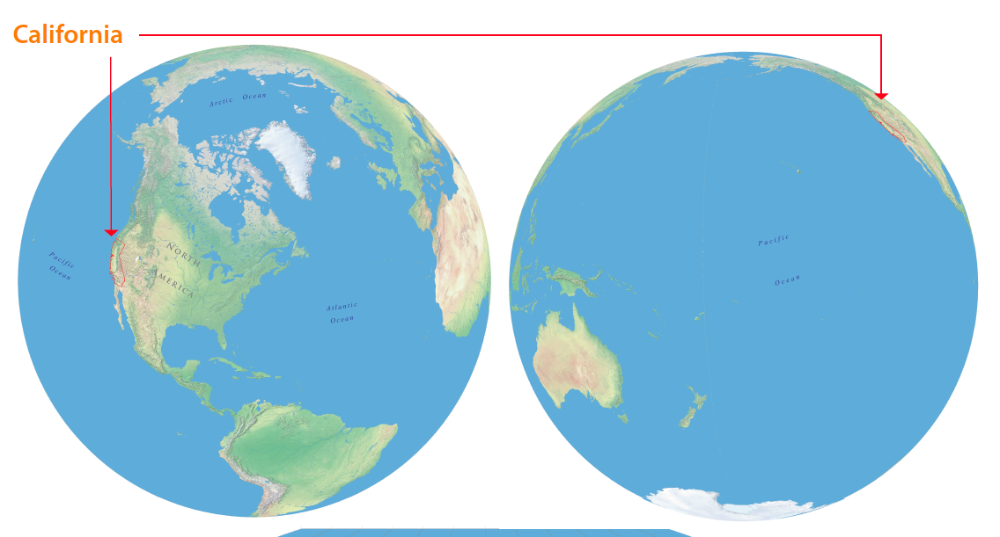 California
Arctic Ocean
NORTH
AMERICA
Pacific
Ocean
Atlantic
Ocean
Pacific
Ocean